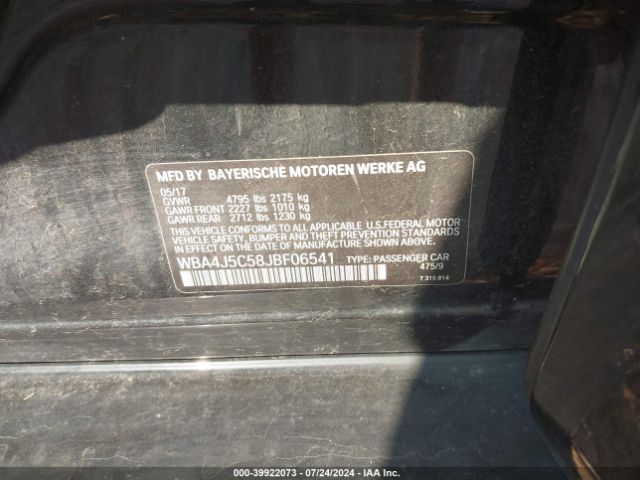 MFD BY BAYERISCHE MOTOREN WERKE AG
05/17
GVWR 4795 lbs 2175 kg
GAWR FRONT 2227 lbs 1010 kg
GAWR REAR 2712 lbs 1230 kg
THIS VEHICLE CONFORMS TO ALL APPLICABLE U.S.FEDERAL MOTOR
VEHICLE SAFETY, BUMPER, AND THEFT PREVENTION STANDARDS
IN EFFECT ON THE DATE OF MANUFACTURE SHOWN ABOVE.
WBA4J5C58JBF06541 TYPE: PASSENGER CAR
475/9
7 315 814
000-39922073 - 07/24/2024 - IAA Inc.